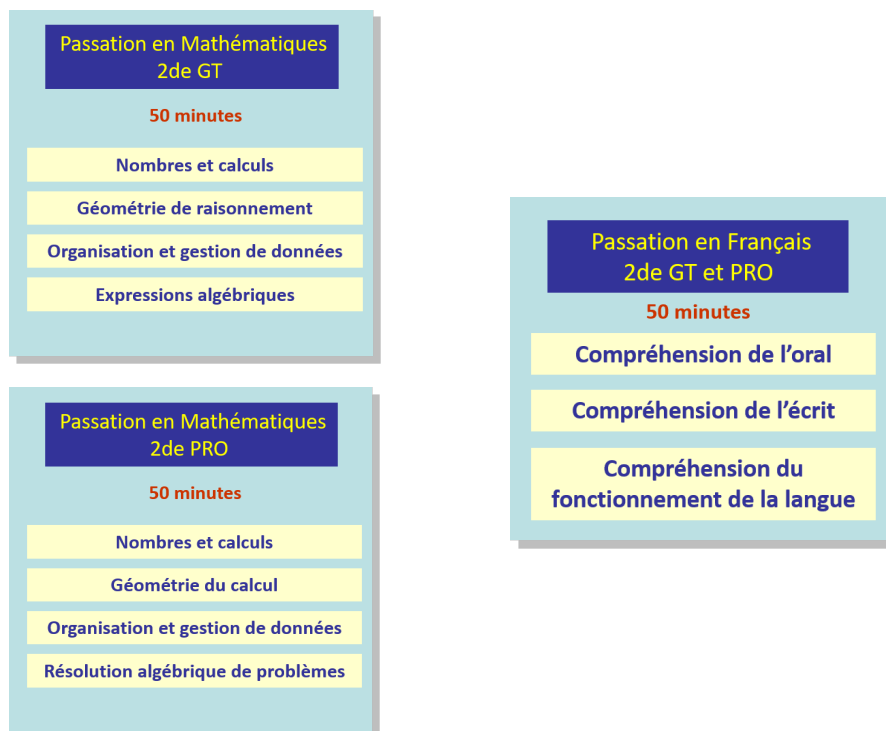 Passation en Mathématiques
2de GT
50 minutes
Nombres et calculs
Géométrie de raisonnement
Organisation et gestion de données
Expressions algébriques
Passation en Mathématiques
2de PRO
50 minutes
Nombres et calculs
Géométrie du calcul
Organisation et gestion de données
Résolution algébrique de problèmes
Passation en Français
2de GT et PRO
50 minutes
Compréhension de l’oral
Compréhension de l’écrit
Compréhension du
fonctionnement de la langue